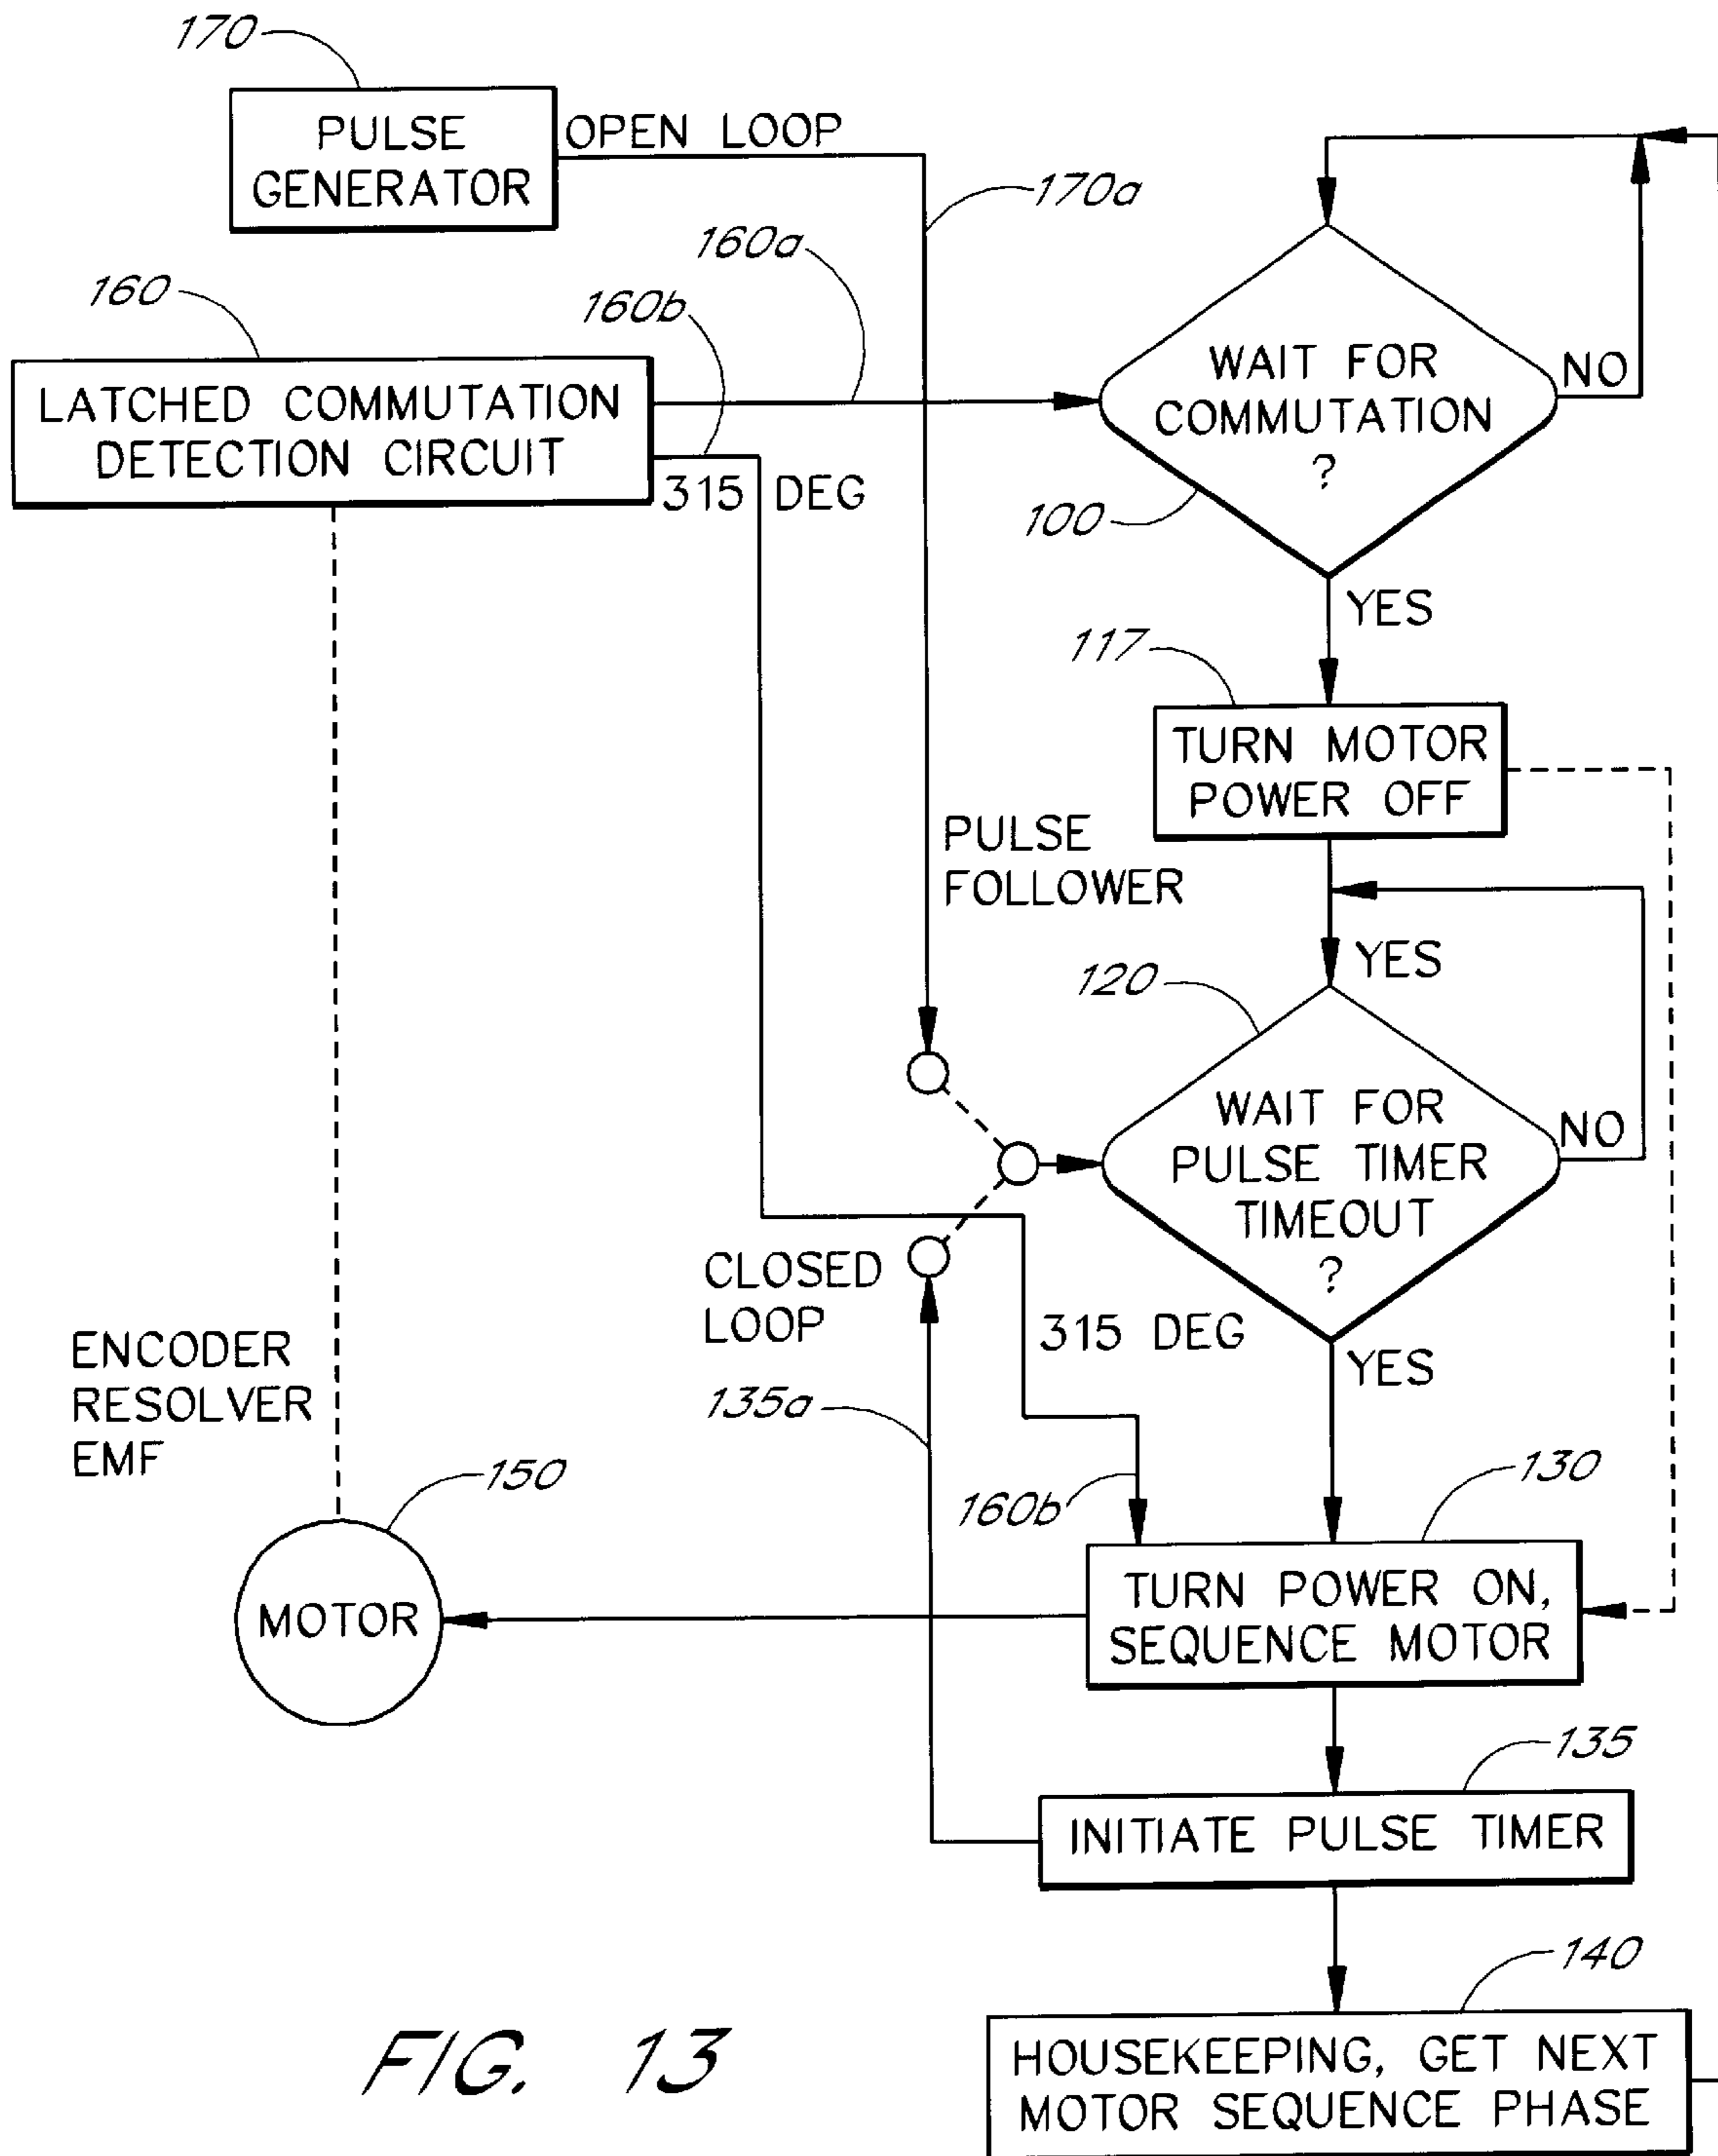 170
PULSE
GENERATOR
OPEN LOOP
170a
160a
160
160b
LATCHED COMMUTATION
DETECTION CIRCUIT
315 DEG
WAIT FOR
COMMUTATION
?
NO
100
YES
117
TURN MOTOR
POWER OFF
PULSE
FOLLOWER
YES
120
WAIT FOR
PULSE TIMER
TIMEOUT
?
NO
CLOSED
LOOP
315 DEG
YES
ENCODER
RESOLVER
EMF
135a
150
160b
130
MOTOR
TURN POWER ON,
SEQUENCE MOTOR
135
INITIATE PULSE TIMER
140
HOUSEKEEPING, GET NEXT
MOTOR SEQUENCE PHASE
FIG. 13